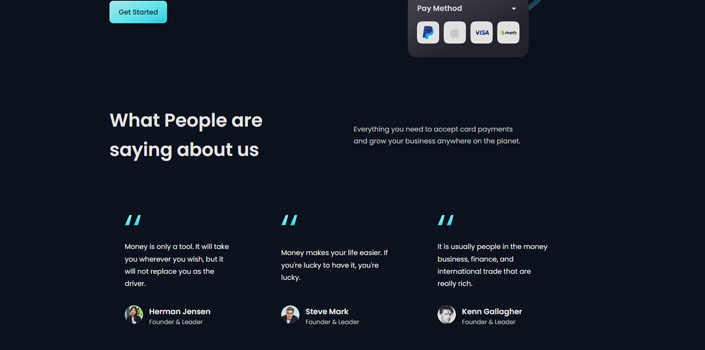 Get Started
Pay Method
VISA
shopify
What People are
saying about us
Everything you need to accept card payments
and grow your business anywhere on the planet.
Money is only a tool. It will take
you wherever you wish, but it
will not replace you as the
driver.
Herman Jensen
Founder & Leader
Money makes your life easier. If
you're lucky to have it, you're
lucky.
Steve Mark
Founder & Leader
It is usually people in the money
business, finance, and
international trade that are
really rich.
Kenn Gallagher
Founder & Leader